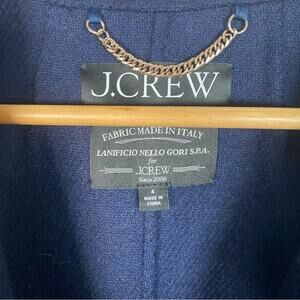 J.CREW
FABRIC MADE IN ITALY
LANIFICIO NELLO GORI S.P.A.
for
J.CREW
Since 2006
4
MADE IN
CHINA